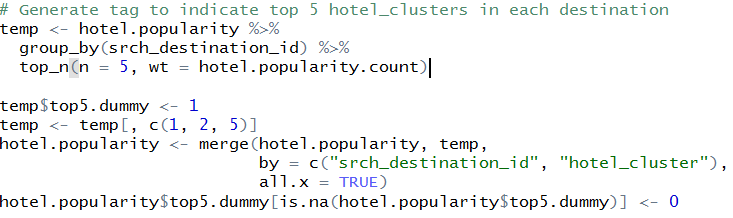 # Generate tag to indicate top 5 hotel_clusters in each destination
temp <- hotel.popularity %>%
  group_by(srch_destination_id) %>%
  top_n(n = 5, wt = hotel.popularity.count)

temp$top5.dummy <- 1
temp <- temp[, c(1, 2, 5)]
hotel.popularity <- merge(hotel.popularity, temp,
                          by = c("srch_destination_id", "hotel_cluster"),
                          all.x = TRUE)
hotel.popularity$top5.dummy[is.na(hotel.popularity$top5.dummy)] <- 0